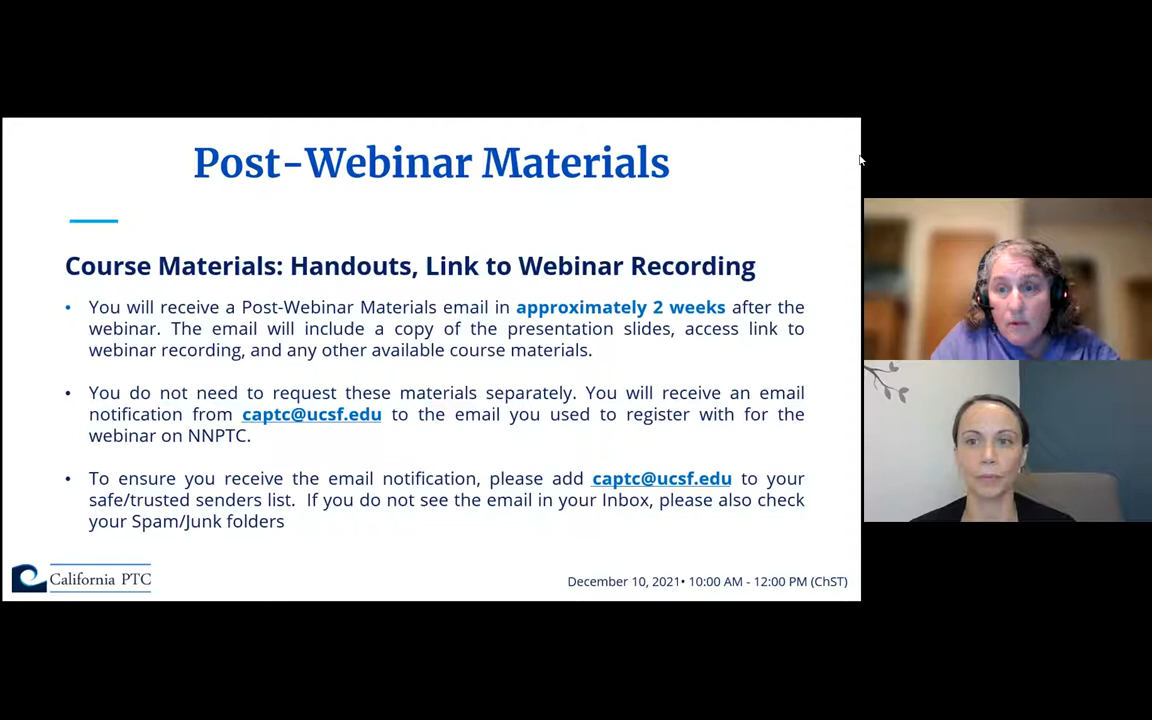 Post-Webinar Materials
Course Materials: Handouts, Link to Webinar Recording
• You will receive a Post-Webinar Materials email in approximately 2 weeks after the
webinar. The email will include a copy of the presentation slides, access link to
webinar recording, and any other available course materials.
• You do not need to request these materials separately. You will receive an email
notification from captc@ucsf.edu to the email you used to register with for the
webinar on NNPTC.
• To ensure you receive the email notification, please add captc@ucsf.edu to your
safe/trusted senders list. If you do not see the email in your Inbox, please also check
your Spam/Junk folders
California PTC
December 10, 2021• 10:00 AM - 12:00 PM (ChST)